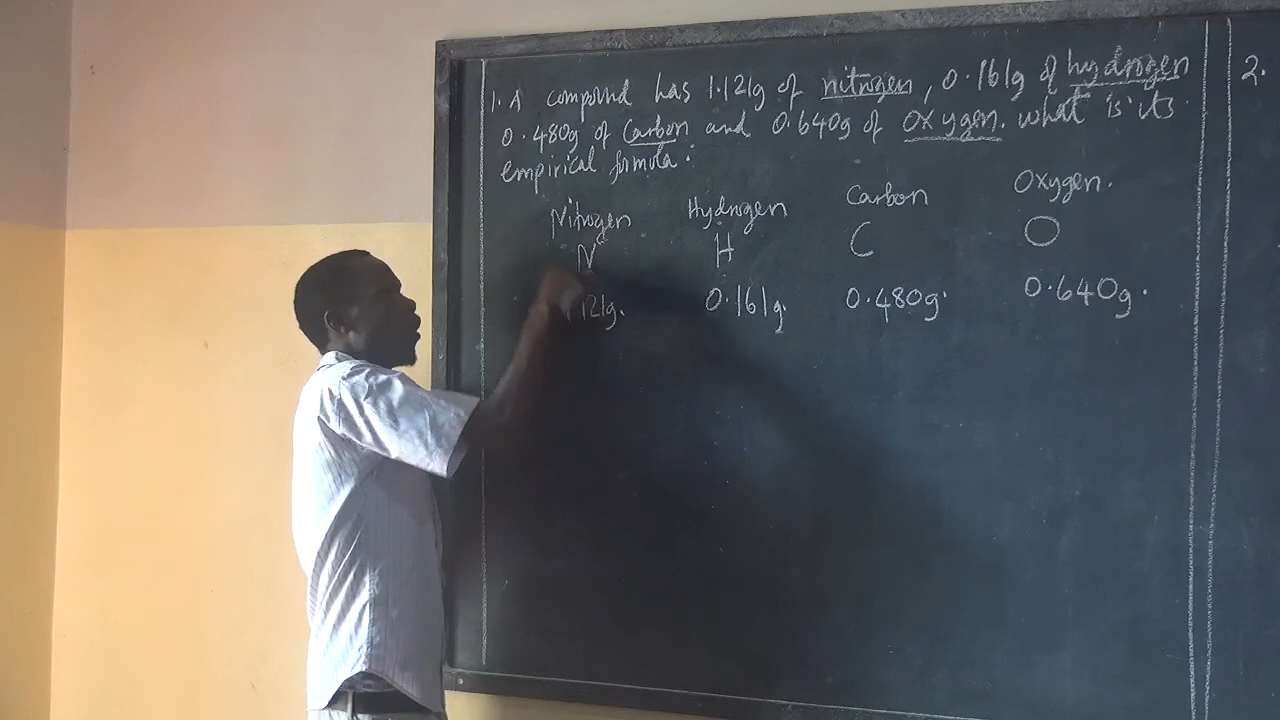 1. A compound has 1.121g of nitrogen, 0.161g of hydrogen
0.480g of Carbon and 0.640g of Oxygen. what is its
empirical formula:
Nitrogen Hydrogen Carbon Oxygen.
N H C O
121g. 0.161g. 0.480g. 0.640g.
2.